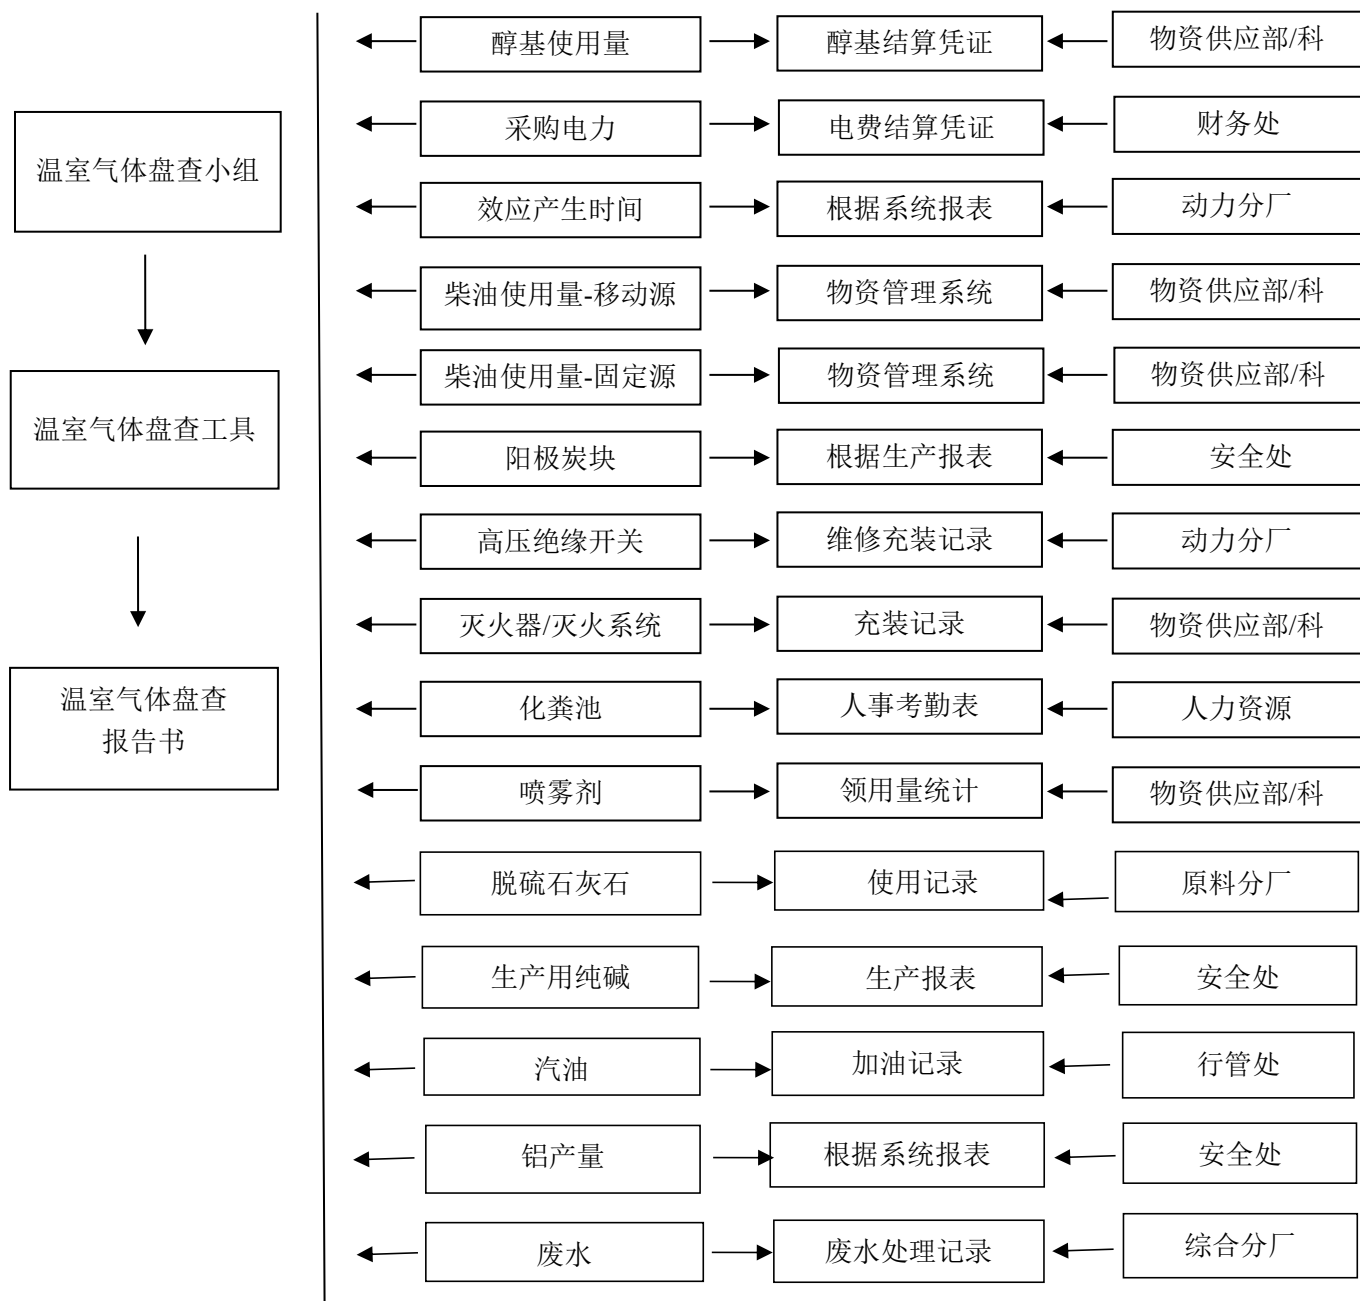 醇基使用量
醇基结算凭证
物资供应部/科
采购电力
电费结算凭证
财务处
温室气体盘查小组
效应产生时间
根据系统报表
动力分厂
柴油使用量-移动源
物资管理系统
物资供应部/科
柴油使用量-固定源
物资管理系统
物资供应部/科
温室气体盘查工具
阳极炭块
根据生产报表
安全处
高压绝缘开关
维修充装记录
动力分厂
灭火器/灭火系统
充装记录
物资供应部/科
温室气体盘查
报告书
化粪池
人事考勤表
人力资源
喷雾剂
领用量统计
物资供应部/科
脱硫石灰石
使用记录
原料分厂
生产用纯碱
生产报表
安全处
汽油
加油记录
行管处
铝产量
根据系统报表
安全处
废水
废水处理记录
综合分厂